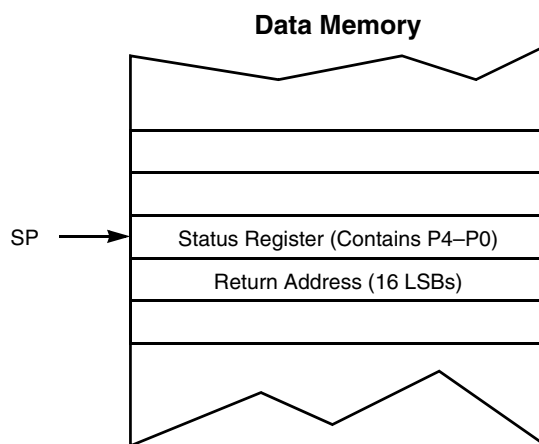 Data Memory
SP
Status Register (Contains P4–P0)
Return Address (16 LSBs)